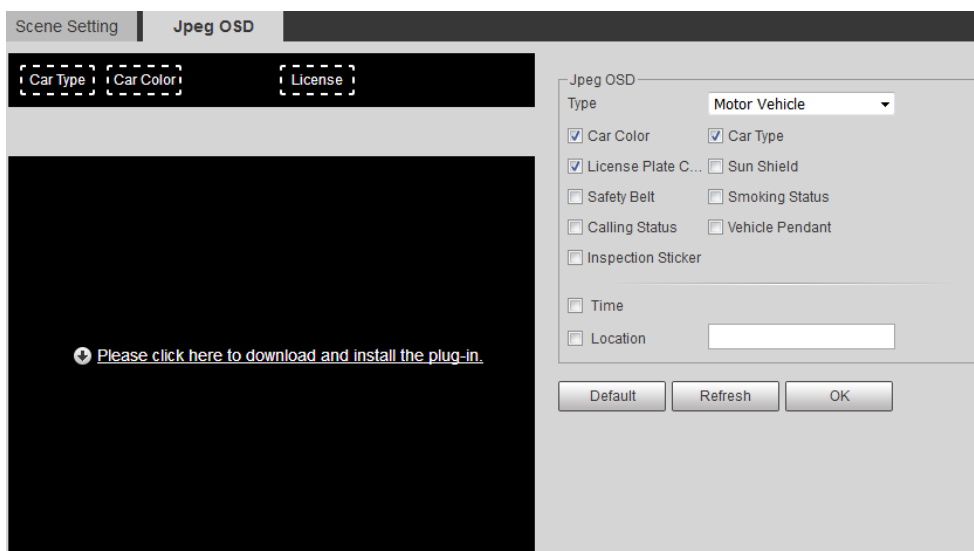 Scene Setting Jpeg OSD
Car Type Car Color License
Please click here to download and install the plug-in.
Jpeg OSD
Type Motor Vehicle
Car Color Car Type
License Plate C... Sun Shield
Safety Belt Smoking Status
Calling Status Vehicle Pendant
Inspection Sticker
Time
Location
Default Refresh OK